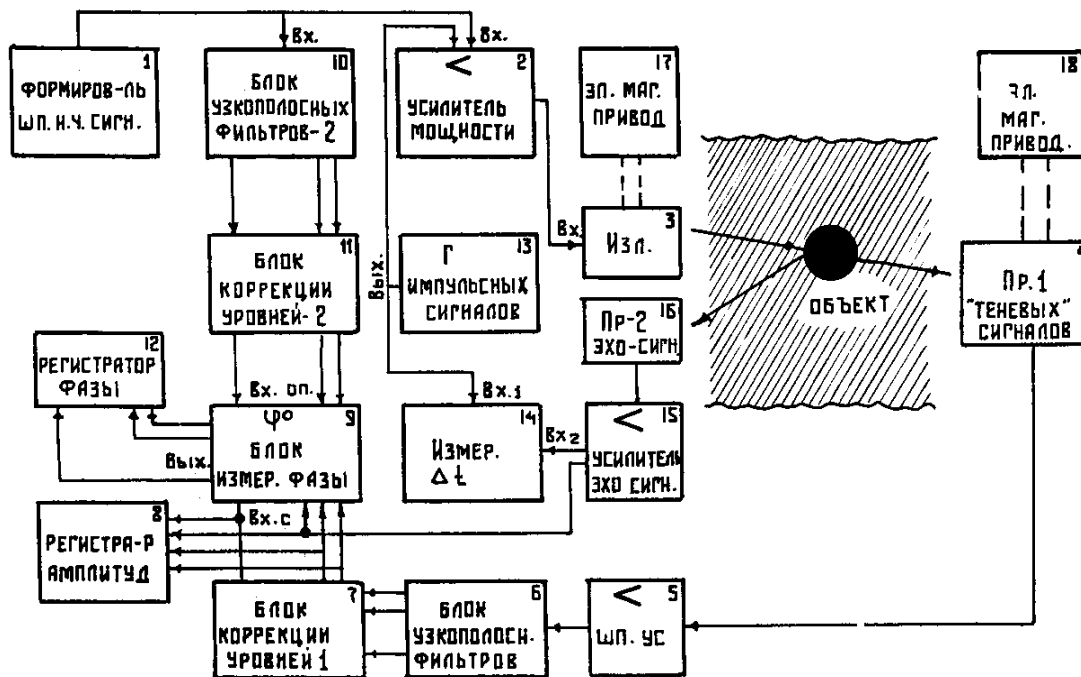 Вх.
Вх.
1
ФОРМИРОВ-ЛЬ
ШП. Н.Ч. СИГН.
10
БЛОК
УЗКОПОЛОСНЫХ
ФИЛЬТРОВ-2
<
2
УСИЛИТЕЛЬ
МОЩНОСТИ
17
ЭЛ. МАГ.
ПРИВОД
18
ЭЛ.
МАГ.
ПРИВОД.
11
БЛОК
КОРРЕКЦИИ
УРОВНЕЙ-2
Вых.
13
Г
ИМПУЛЬСНЫХ
СИГНАЛОВ
Вх.
3
Изл.
ОБЪЕКТ
4
Пр.1
"ТЕНЕВЫХ"
СИГНАЛОВ
16
Пр-2
ЭХО-СИГН.
12
РЕГИСТРАТОР
ФАЗЫ
Вх. оп.
φ°
9
БЛОК
ИЗМЕР. ФАЗЫ
Вых.
Вх.с
Вх.1
14
Измер.
Δt
Вх2
<
15
УСИЛИТЕЛЬ
ЭХО СИГН.
8
РЕГИСТРА-Р
АМПЛИТУД
7
БЛОК
КОРРЕКЦИИ
УРОВНЕЙ 1
6
БЛОК
УЗКОПОЛОСН.
ФИЛЬТРОВ
<
5
ШП. УС